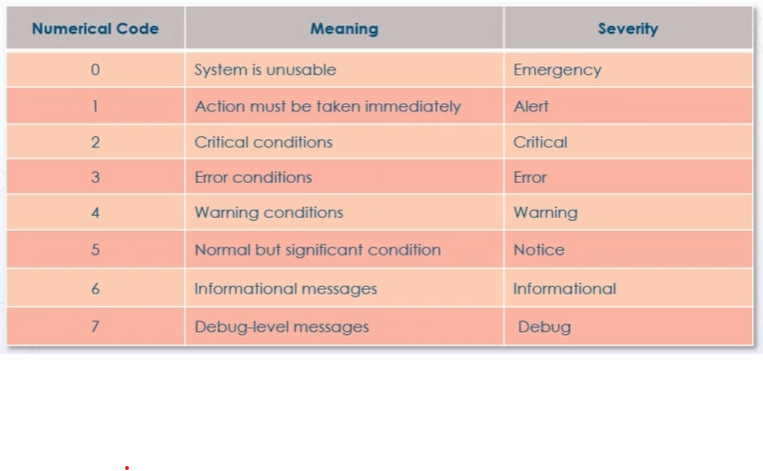 Numerical Code Meaning Severity
0 System is unusable Emergency
1 Action must be taken immediately Alert
2 Critical conditions Critical
3 Error conditions Error
4 Warning conditions Warning
5 Normal but significant condition Notice
6 Informational messages Informational
7 Debug-level messages Debug